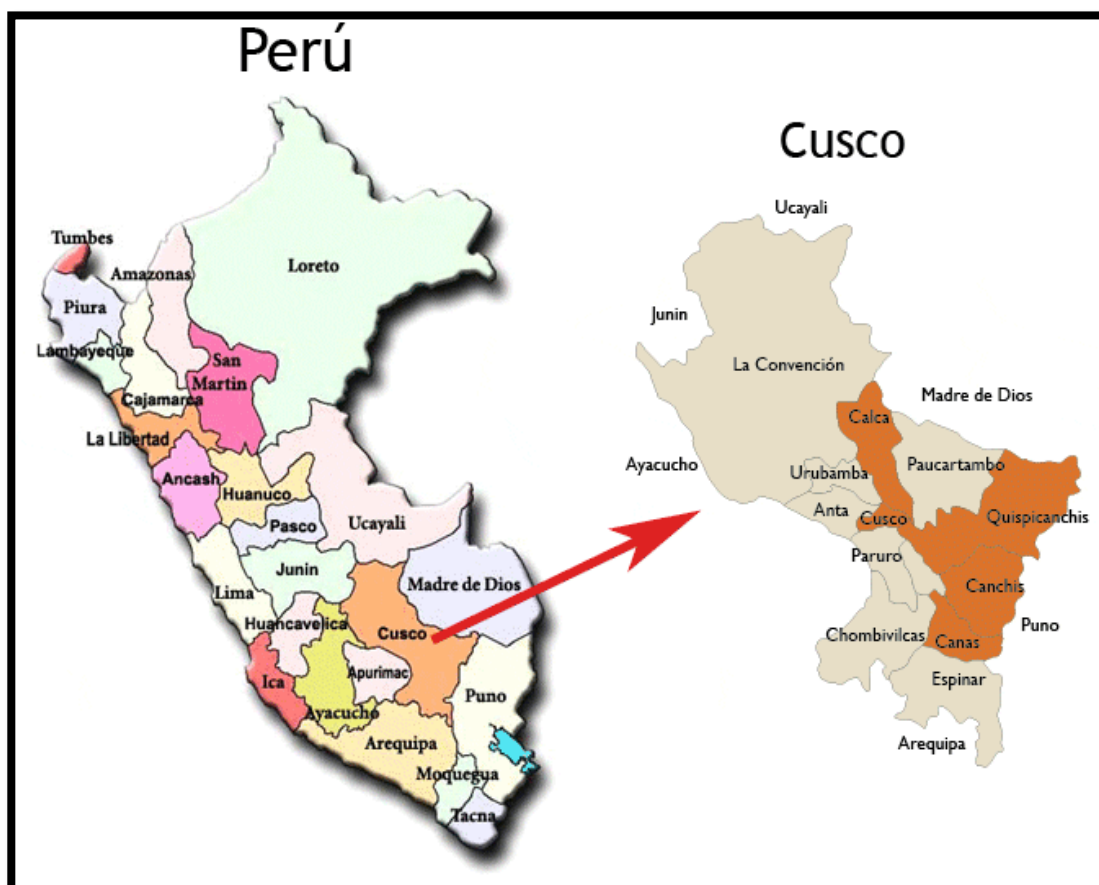 Perú
Tumbes
Amazonas
Loreto
Piura
Lambayeque
San
Martin
Cajamarca
La Libertad
Ancash
Huanuco
Pasco
Ucayali
Junin
Madre de Dios
Lima
Huancavelica
Cusco
Apurimac
Ica
Puno
Ayacucho
Arequipa
Moquegua
Tacna
Cusco
Ucayali
Junin
La Convención
Madre de Dios
Calca
Ayacucho
Urubamba
Paucartambo
Anta
Cusco
Quispicanchis
Paruro
Canchis
Puno
Chombivilcas
Canas
Espinar
Arequipa